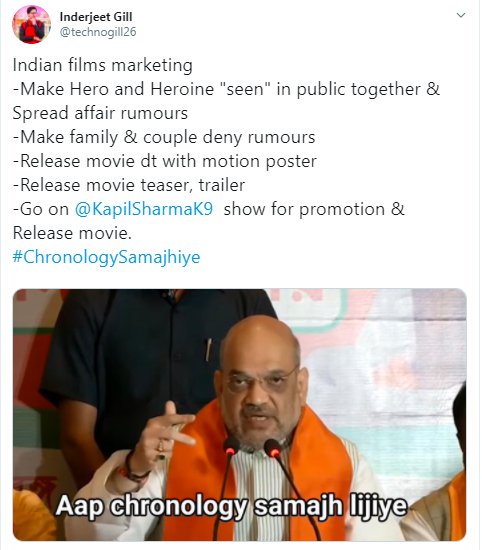 Inderjeet Gill
@technogill26
Indian films marketing
-Make Hero and Heroine "seen" in public together &
Spread affair rumours
-Make family & couple deny rumours
-Release movie dt with motion poster
-Release movie teaser, trailer
-Go on @KapilSharmaK9 show for promotion &
Release movie.
#ChronologySamajhiye
Aap chronology samajh lijiye